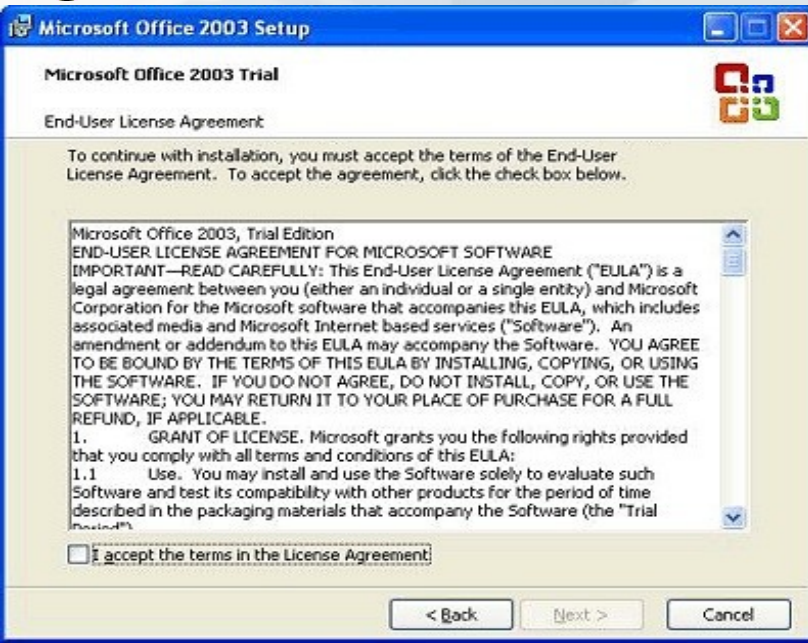 Microsoft Office 2003 Setup
Microsoft Office 2003 Trial
End-User License Agreement
To continue with installation, you must accept the terms of the End-User
License Agreement. To accept the agreement, click the check box below.
Microsoft Office 2003, Trial Edition
END-USER LICENSE AGREEMENT FOR MICROSOFT SOFTWARE
IMPORTANT—READ CAREFULLY: This End-User License Agreement ("EULA") is a
legal agreement between you (either an individual or a single entity) and Microsoft
Corporation for the Microsoft software that accompanies this EULA, which includes
associated media and Microsoft Internet based services ("Software"). An
amendment or addendum to this EULA may accompany the Software. YOU AGREE
TO BE BOUND BY THE TERMS OF THIS EULA BY INSTALLING, COPYING, OR USING
THE SOFTWARE. IF YOU DO NOT AGREE, DO NOT INSTALL, COPY, OR USE THE
SOFTWARE; YOU MAY RETURN IT TO YOUR PLACE OF PURCHASE FOR A FULL
REFUND, IF APPLICABLE.
1. GRANT OF LICENSE. Microsoft grants you the following rights provided
that you comply with all terms and conditions of this EULA:
1.1 Use. You may install and use the Software solely to evaluate such
Software and test its compatibility with other products for the period of time
described in the packaging materials that accompany the Software (the "Trial
Period")
I accept the terms in the License Agreement
< Back
Next >
Cancel